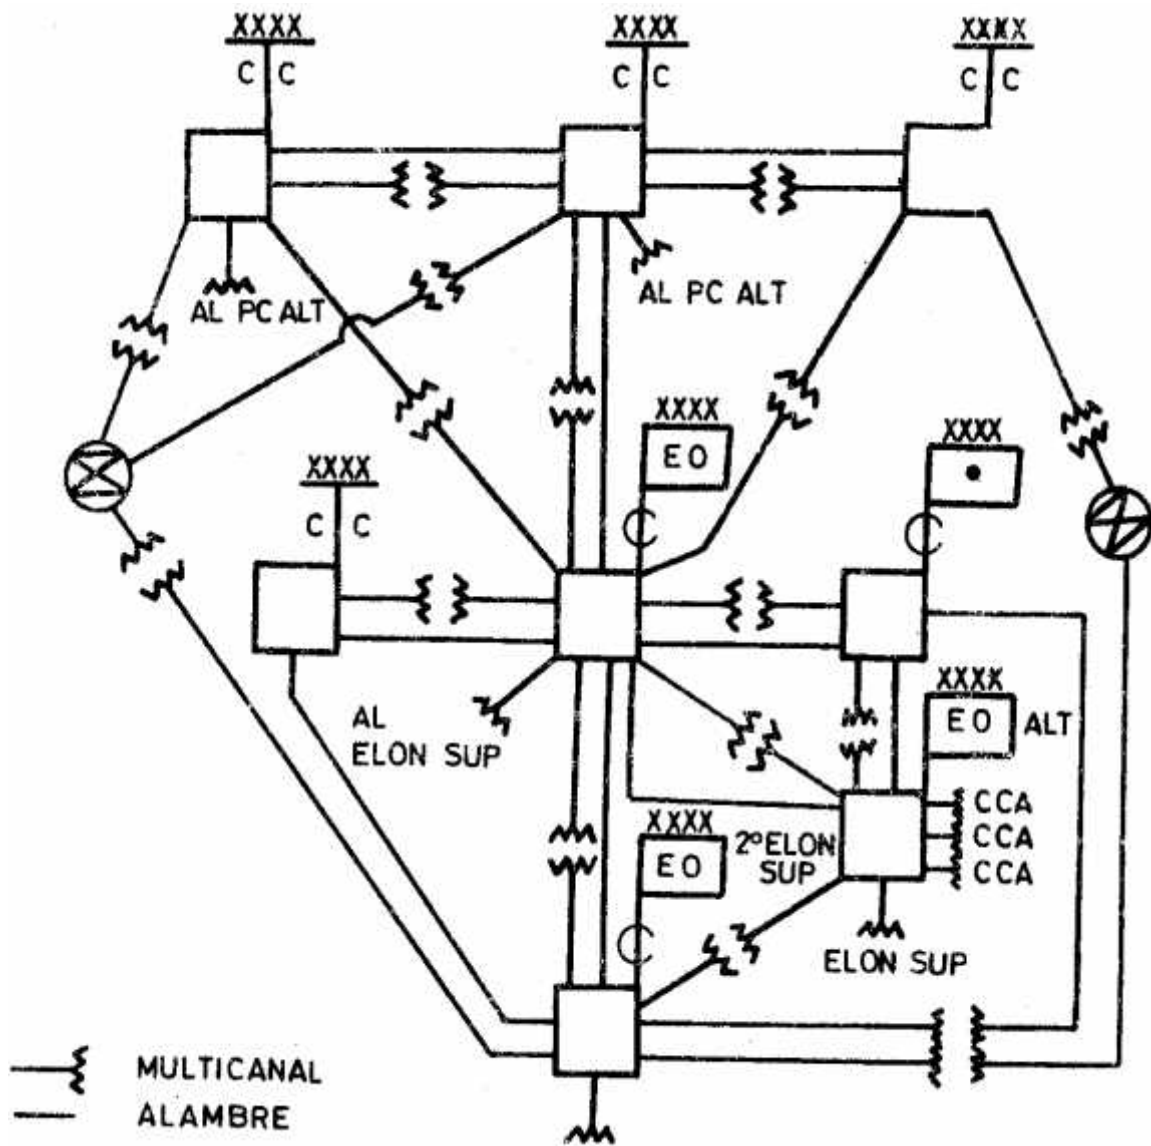 XXXX
XXXX
XXXX
C C
C C
C C
AL PC ALT
AL PC ALT
XXXX
EO
XXXX
XXXX
C C
C
C
AL
ELON SUP
XXXX
EO ALT
CCA
CCA
CCA
XXXX
EO
2º ELON
SUP
C
ELON SUP
MULTICANAL
ALAMBRE